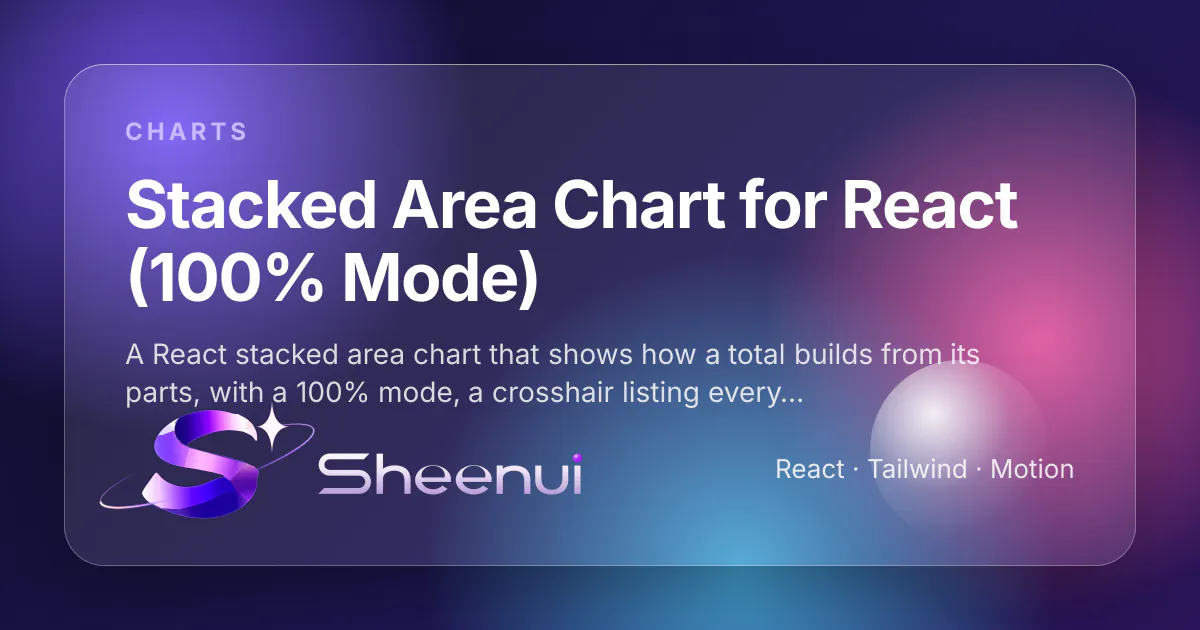 CHARTS
Stacked Area Chart for React
(100% Mode)
A React stacked area chart that shows how a total builds from its
parts, with a 100% mode, a crosshair listing every...
Sheenui
React · Tailwind · Motion